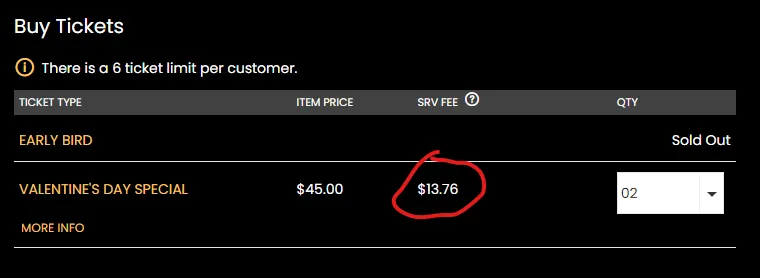 Buy Tickets
There is a 6 ticket limit per customer.
TICKET TYPE ITEM PRICE SRV FEE ? QTY
EARLY BIRD Sold Out
VALENTINE'S DAY SPECIAL $45.00 $13.76 02
MORE INFO